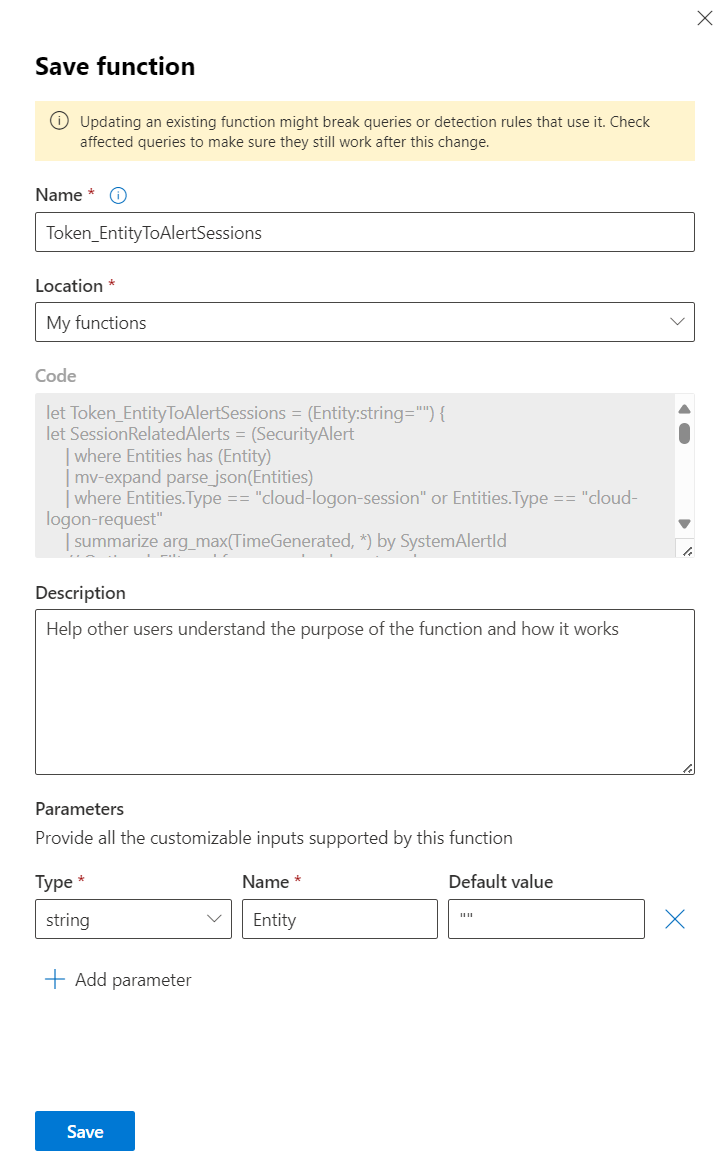 Save function
Updating an existing function might break queries or detection rules that use it. Check
affected queries to make sure they still work after this change.
Name *
Token_EntityToAlertSessions
Location *
My functions
Code
let Token_EntityToAlertSessions = (Entity:string="") {
let SessionRelatedAlerts = (SecurityAlert
| where Entities has (Entity)
| mv-expand parse_json(Entities)
| where Entities.Type == "cloud-logon-session" or Entities.Type == "cloud-
logon-request"
| summarize arg_max(TimeGenerated, *) by SystemAlertId
Description
Help other users understand the purpose of the function and how it works
Parameters
Provide all the customizable inputs supported by this function
Type * Name * Default value
string Entity ""
Add parameter
Save